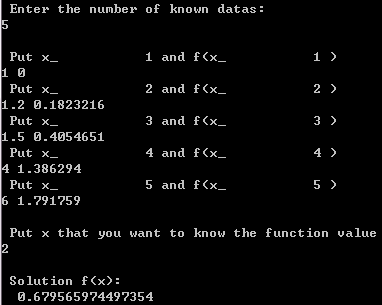 Enter the number of known datas:
5
Put x_ 1 and f(x_ 1 )
1 0
Put x_ 2 and f(x_ 2 )
1.2 0.1823216
Put x_ 3 and f(x_ 3 )
1.5 0.4054651
Put x_ 4 and f(x_ 4 )
4 1.386294
Put x_ 5 and f(x_ 5 )
6 1.791759
Put x that you want to know the function value
2
Solution f(x):
0.679565974497354